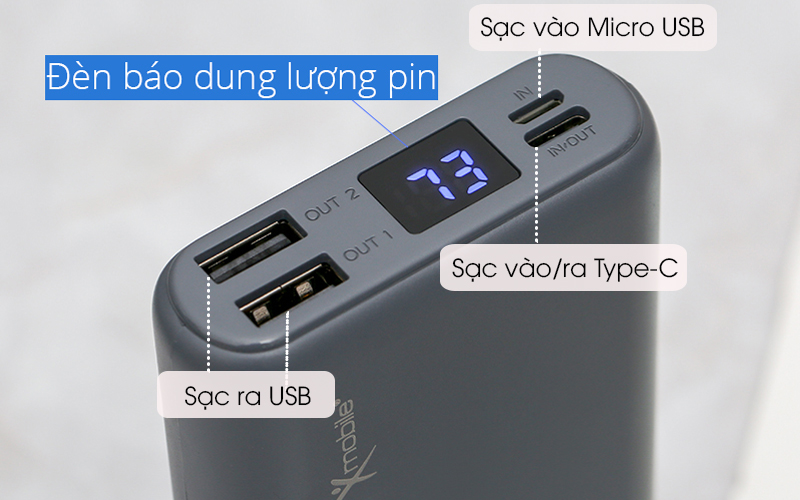 Sạc vào Micro USB
Đèn báo dung lượng pin
IN
IN/OUT
73
OUT 2
OUT 1
Sạc vào/ra Type-C
Sạc ra USB
Xmobile